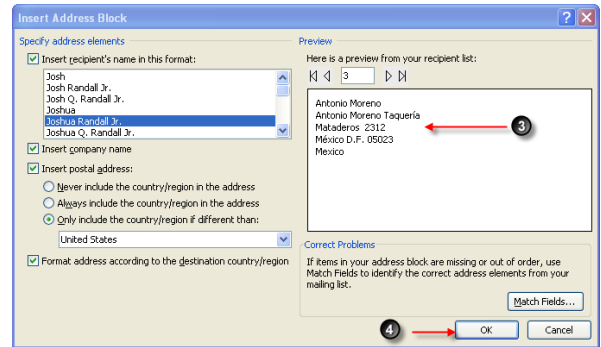 Insert Address Block
Specify address elements
Insert recipient's name in this format:
Josh
Josh Randall Jr.
Josh Q. Randall Jr.
Joshua
Joshua Randall Jr.
Joshua Q. Randall Jr.
Insert company name
Insert postal address:
Never include the country/region in the address
Always include the country/region in the address
Only include the country/region if different than:
United States
Format address according to the destination country/region
Preview
Here is a preview from your recipient list:
3
Antonio Moreno
Antonio Moreno Taquería
Mataderos 2312
México D.F. 05023
Mexico
3
Correct Problems
If items in your address block are missing or out of order, use
Match Fields to identify the correct address elements from your
mailing list.
Match Fields...
4
OK
Cancel